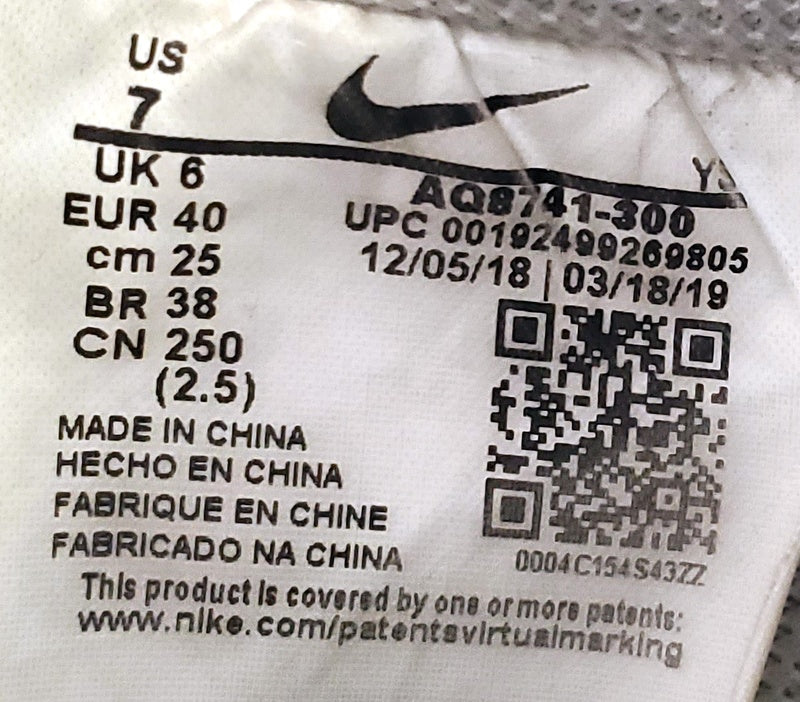 US
7
UK 6
EUR 40
cm 25
BR 38
CN 250
(2.5)
YS
AQ8741-300
UPC 00192499269805
12/05/18 | 03/18/19
MADE IN CHINA
HECHO EN CHINA
FABRIQUE EN CHINE
FABRICADO NA CHINA
0004C154S43ZZ
This product is covered by one or more patents:
www.nike.com/patentsvirtualmarking